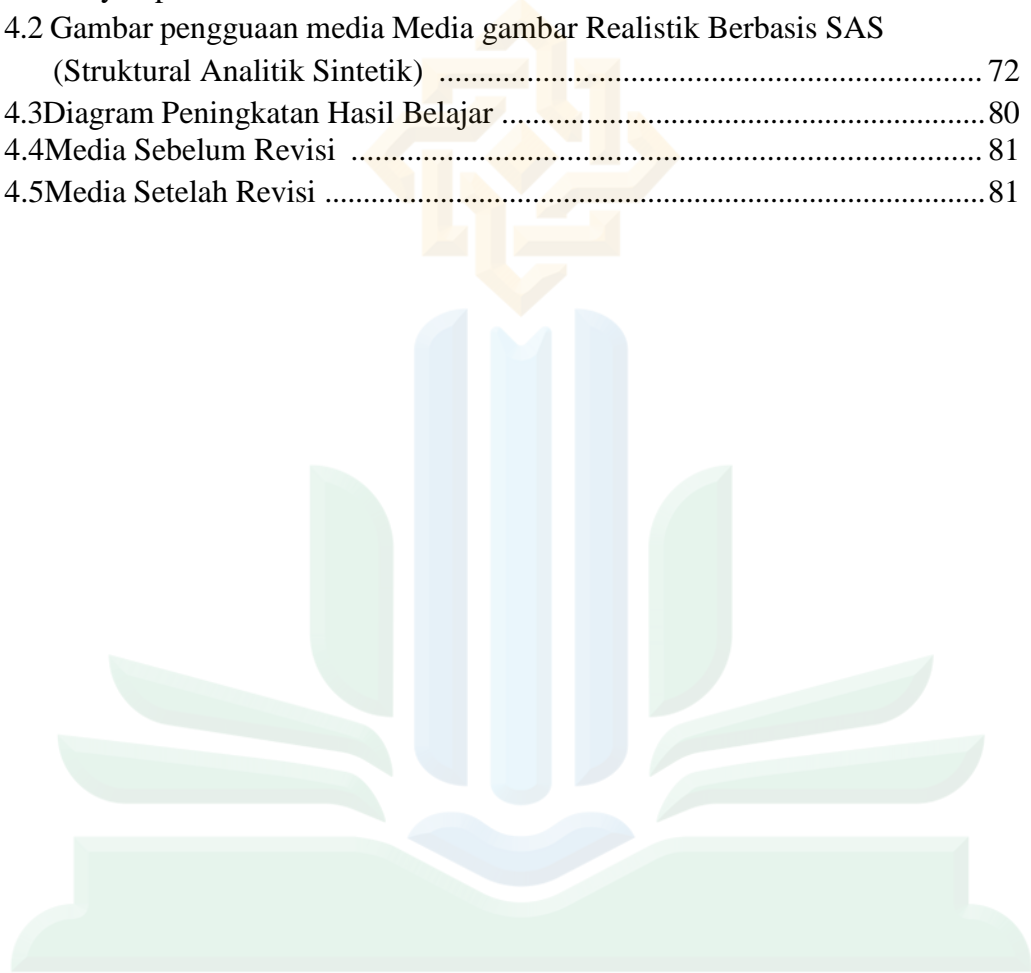 4.2 Gambar pengguaan media Media gambar Realistik Berbasis SAS
(Struktural Analitik Sintetik) ........................................................................ 72
4.3Diagram Peningkatan Hasil Belajar ................................................................ 80
4.4Media Sebelum Revisi .................................................................................... 81
4.5Media Setelah Revisi ....................................................................................... 81